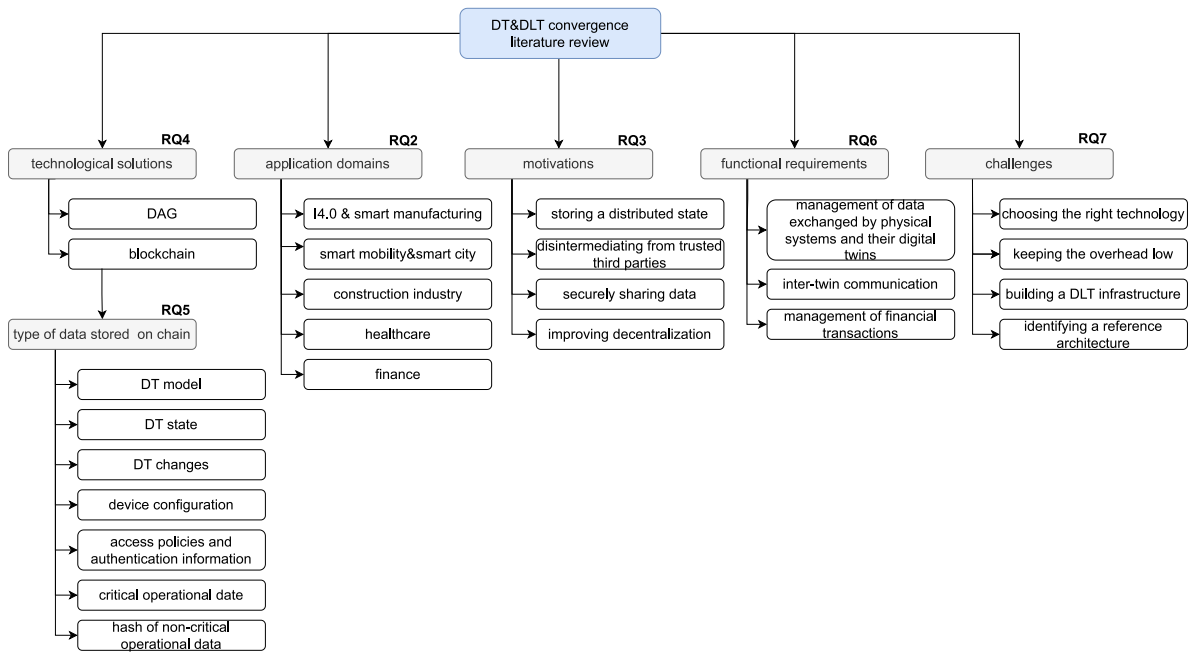 DT&DLT convergence
literature review
RQ4
technological solutions
DAG
blockchain
RQ5
type of data stored on chain
DT model
DT state
DT changes
device configuration
access policies and
authentication information
critical operational date
hash of non-critical
operational data
RQ2
application domains
I4.0 & smart manufacturing
smart mobility&smart city
construction industry
healthcare
finance
RQ3
motivations
storing a distributed state
disintermediating from trusted
third parties
securely sharing data
improving decentralization
RQ6
functional requirements
management of data
exchanged by physical
systems and their digital
twins
inter-twin communication
management of financial
transactions
RQ7
challenges
choosing the right technology
keeping the overhead low
building a DLT infrastructure
identifying a reference
architecture